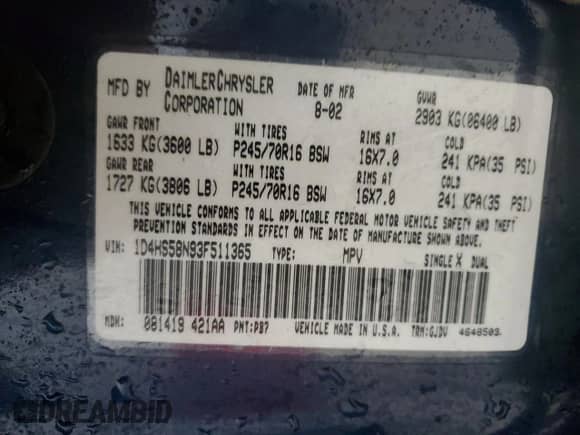 MFD BY DAIMLERCHRYSLER CORPORATION DATE OF MFR 8-02 GVWR 2903 KG(06400 LB)
GAWR FRONT WITH TIRES RIMS AT COLD
1633 KG(3600 LB) P245/70R16 BSW 16X7.0 241 KPA(35 PSI)
GAWR REAR WITH TIRES RIMS AT COLD
1727 KG(3806 LB) P245/70R16 BSW 16X7.0 241 KPA(35 PSI)
THIS VEHICLE CONFORMS TO ALL APPLICABLE FEDERAL MOTOR VEHICLE SAFETY AND THEFT
PREVENTION STANDARDS IN EFFECT ON THE DATE OF MANUFACTURE SHOWN ABOVE.
VIN: 1D4HS58N93F511365 TYPE: MPV SINGLE X DUAL
MDH: 081419 421AA PNT:PB7 VEHICLE MADE IN U.S.A. TRM:GJDV 4648503
DREAMBID